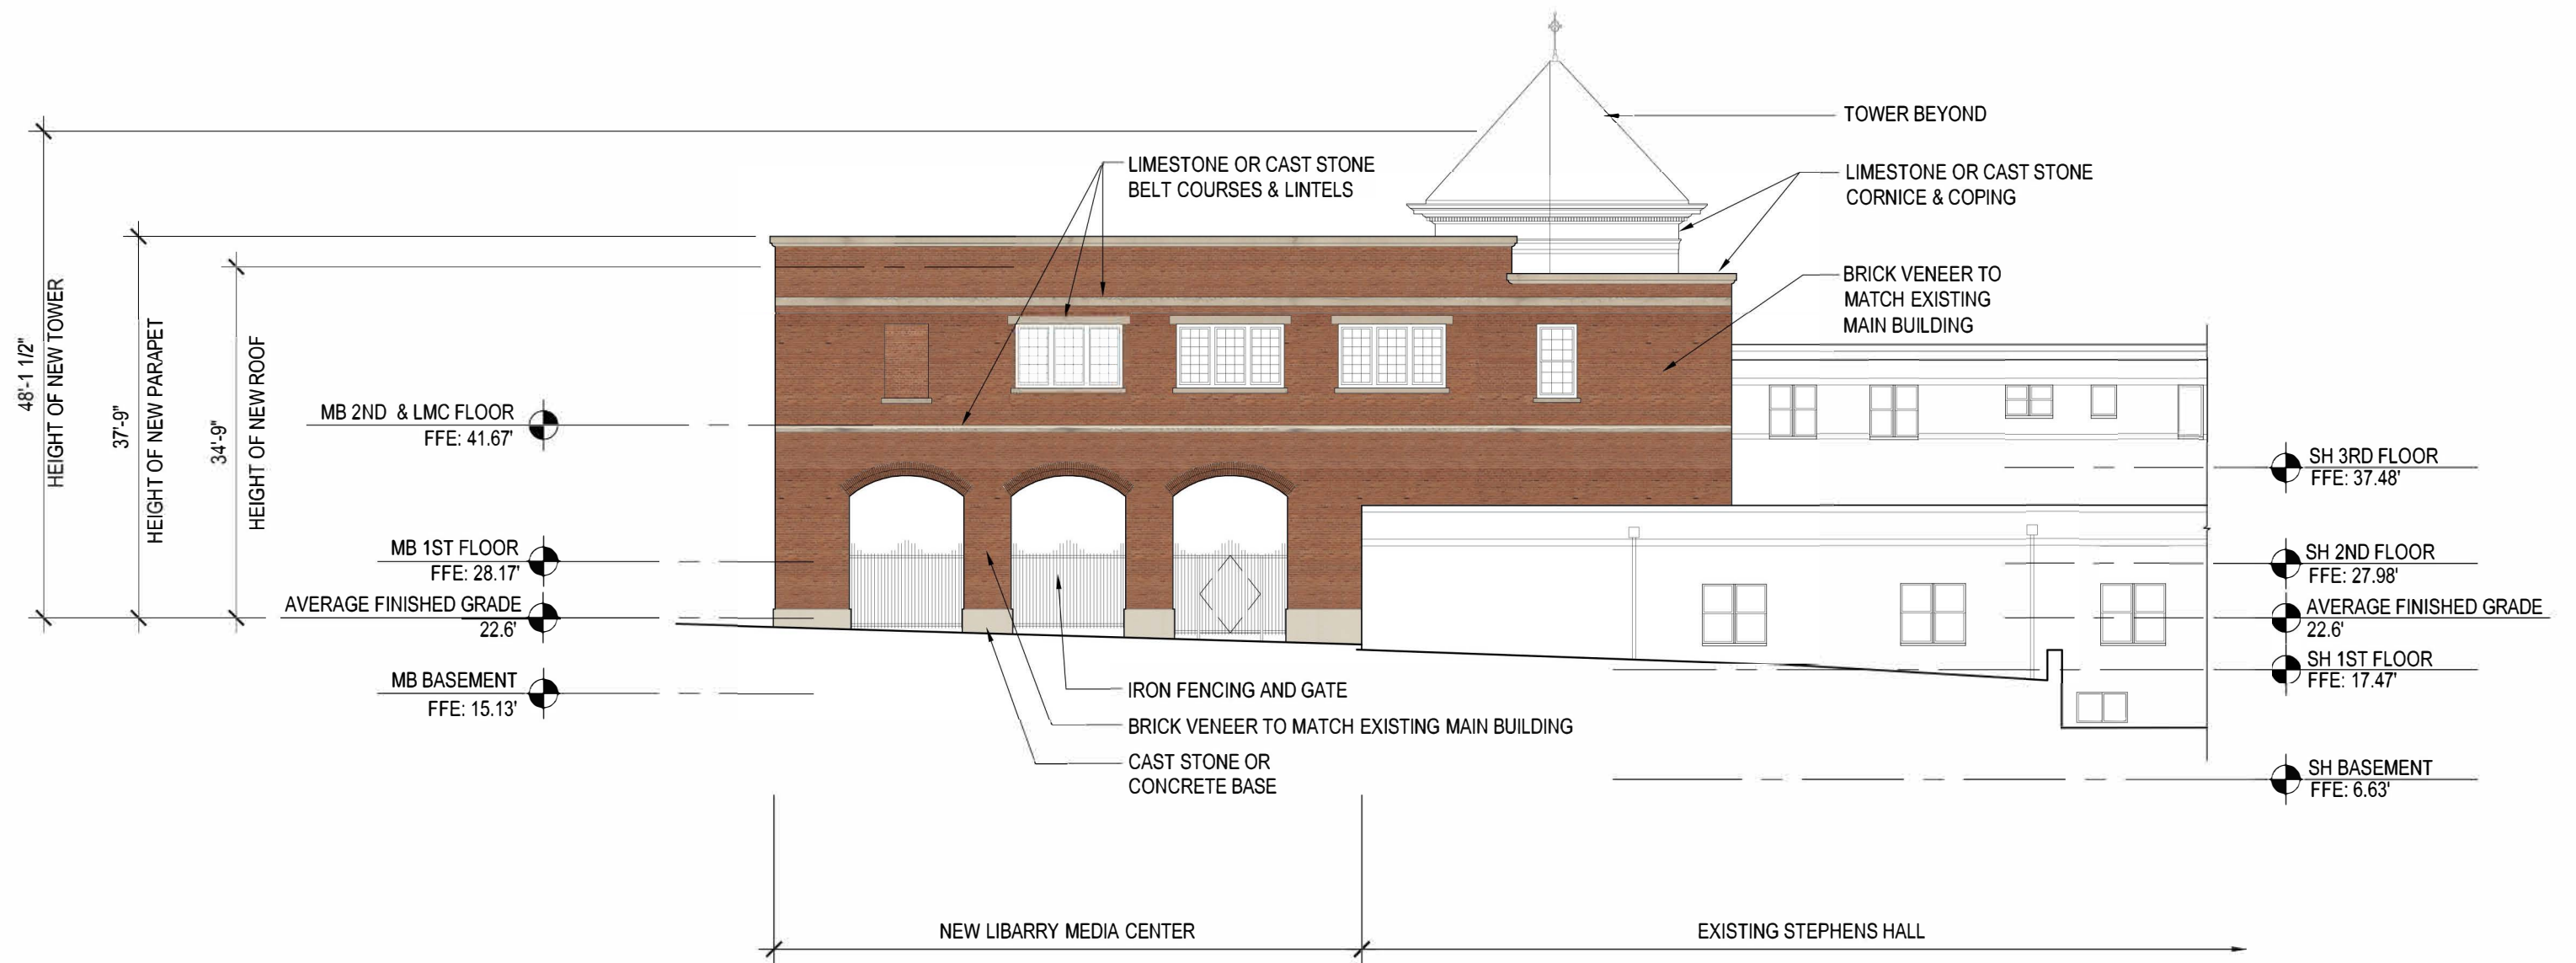 TOWER BEYOND
LIMESTONE OR CAST STONE
BELT COURSES & LINTELS
LIMESTONE OR CAST STONE
CORNICE & COPING
BRICK VENEER TO
MATCH EXISTING
MAIN BUILDING
48'-1 1/2"
HEIGHT OF NEW TOWER
37'-9"
HEIGHT OF NEW PARAPET
34'-9"
HEIGHT OF NEW ROOF
MB 2ND & LMC FLOOR
FFE: 41.67'
MB 1ST FLOOR
FFE: 28.17'
AVERAGE FINISHED GRADE
22.6'
MB BASEMENT
FFE: 15.13'
SH 3RD FLOOR
FFE: 37.48'
SH 2ND FLOOR
FFE: 27.98'
AVERAGE FINISHED GRADE
22.6'
SH 1ST FLOOR
FFE: 17.47'
SH BASEMENT
FFE: 6.63'
IRON FENCING AND GATE
BRICK VENEER TO MATCH EXISTING MAIN BUILDING
CAST STONE OR
CONCRETE BASE
NEW LIBARRY MEDIA CENTER
EXISTING STEPHENS HALL